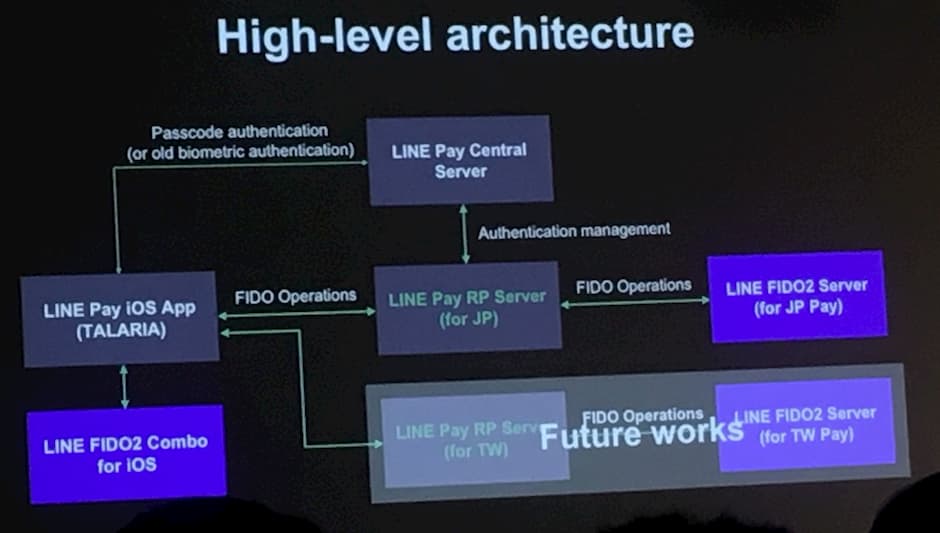 High-level architecture
Passcode authentication
(or old biometric authentication)
LINE Pay Central
Server
Authentication management
LINE Pay iOS App
(TALARIA)
FIDO Operations
LINE Pay RP Server
(for JP)
FIDO Operations
LINE FIDO2 Server
(for JP Pay)
LINE FIDO2 Combo
for iOS
LINE Pay RP Serv
(for TW)
FIDO Operations
Future works
LINE FIDO2 Server
(for TW Pay)